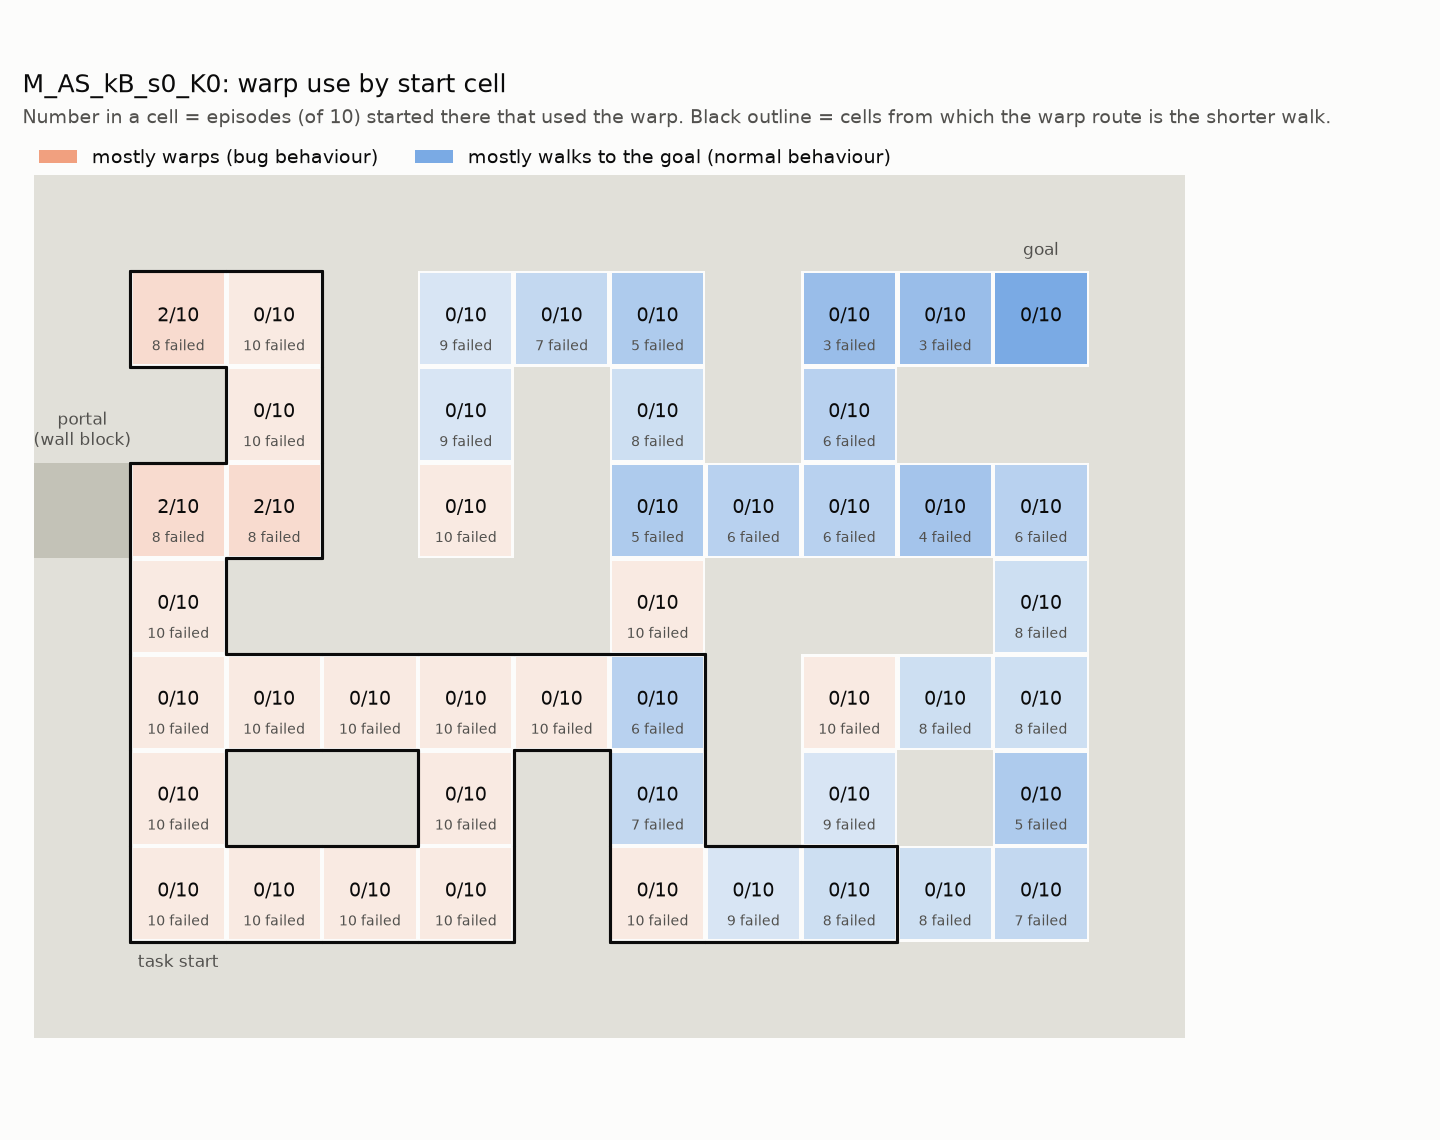 M_AS_kB_s0_K0: warp use by start cell
Number in a cell = episodes (of 10) started there that used the warp. Black outline = cells from which the warp route is the shorter walk.
mostly warps (bug behaviour) mostly walks to the goal (normal behaviour)
goal
2/10 0/10 0/10 0/10 0/10 0/10 0/10 0/10
8 failed 10 failed 9 failed 7 failed 5 failed 3 failed 3 failed
0/10 0/10 0/10 0/10
portal
(wall block)
10 failed 9 failed 8 failed 6 failed
2/10 2/10 0/10 0/10 0/10 0/10 0/10 0/10
8 failed 8 failed 10 failed 5 failed 6 failed 6 failed 4 failed 6 failed
0/10 0/10 0/10
10 failed 10 failed 8 failed
0/10 0/10 0/10 0/10 0/10 0/10 0/10 0/10 0/10
10 failed 10 failed 10 failed 10 failed 10 failed 6 failed 10 failed 8 failed 8 failed
0/10 0/10 0/10 0/10 0/10
10 failed 10 failed 7 failed 9 failed 5 failed
0/10 0/10 0/10 0/10 0/10 0/10 0/10 0/10 0/10
10 failed 10 failed 10 failed 10 failed 10 failed 9 failed 8 failed 8 failed 7 failed
task start